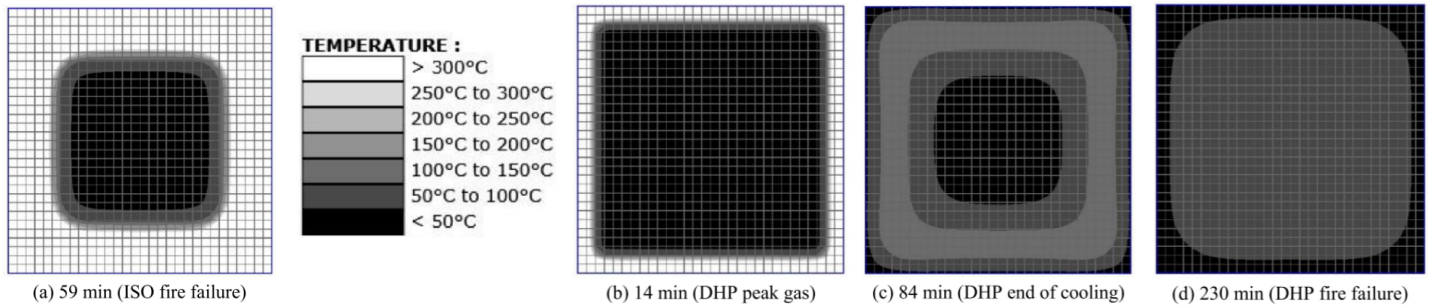 TEMPERATURE :
> 300°C
250°C to 300°C
200°C to 250°C
150°C to 200°C
100°C to 150°C
50°C to 100°C
< 50°C
(a) 59 min (ISO fire failure)
(b) 14 min (DHP peak gas)
(c) 84 min (DHP end of cooling)
(d) 230 min (DHP fire failure)